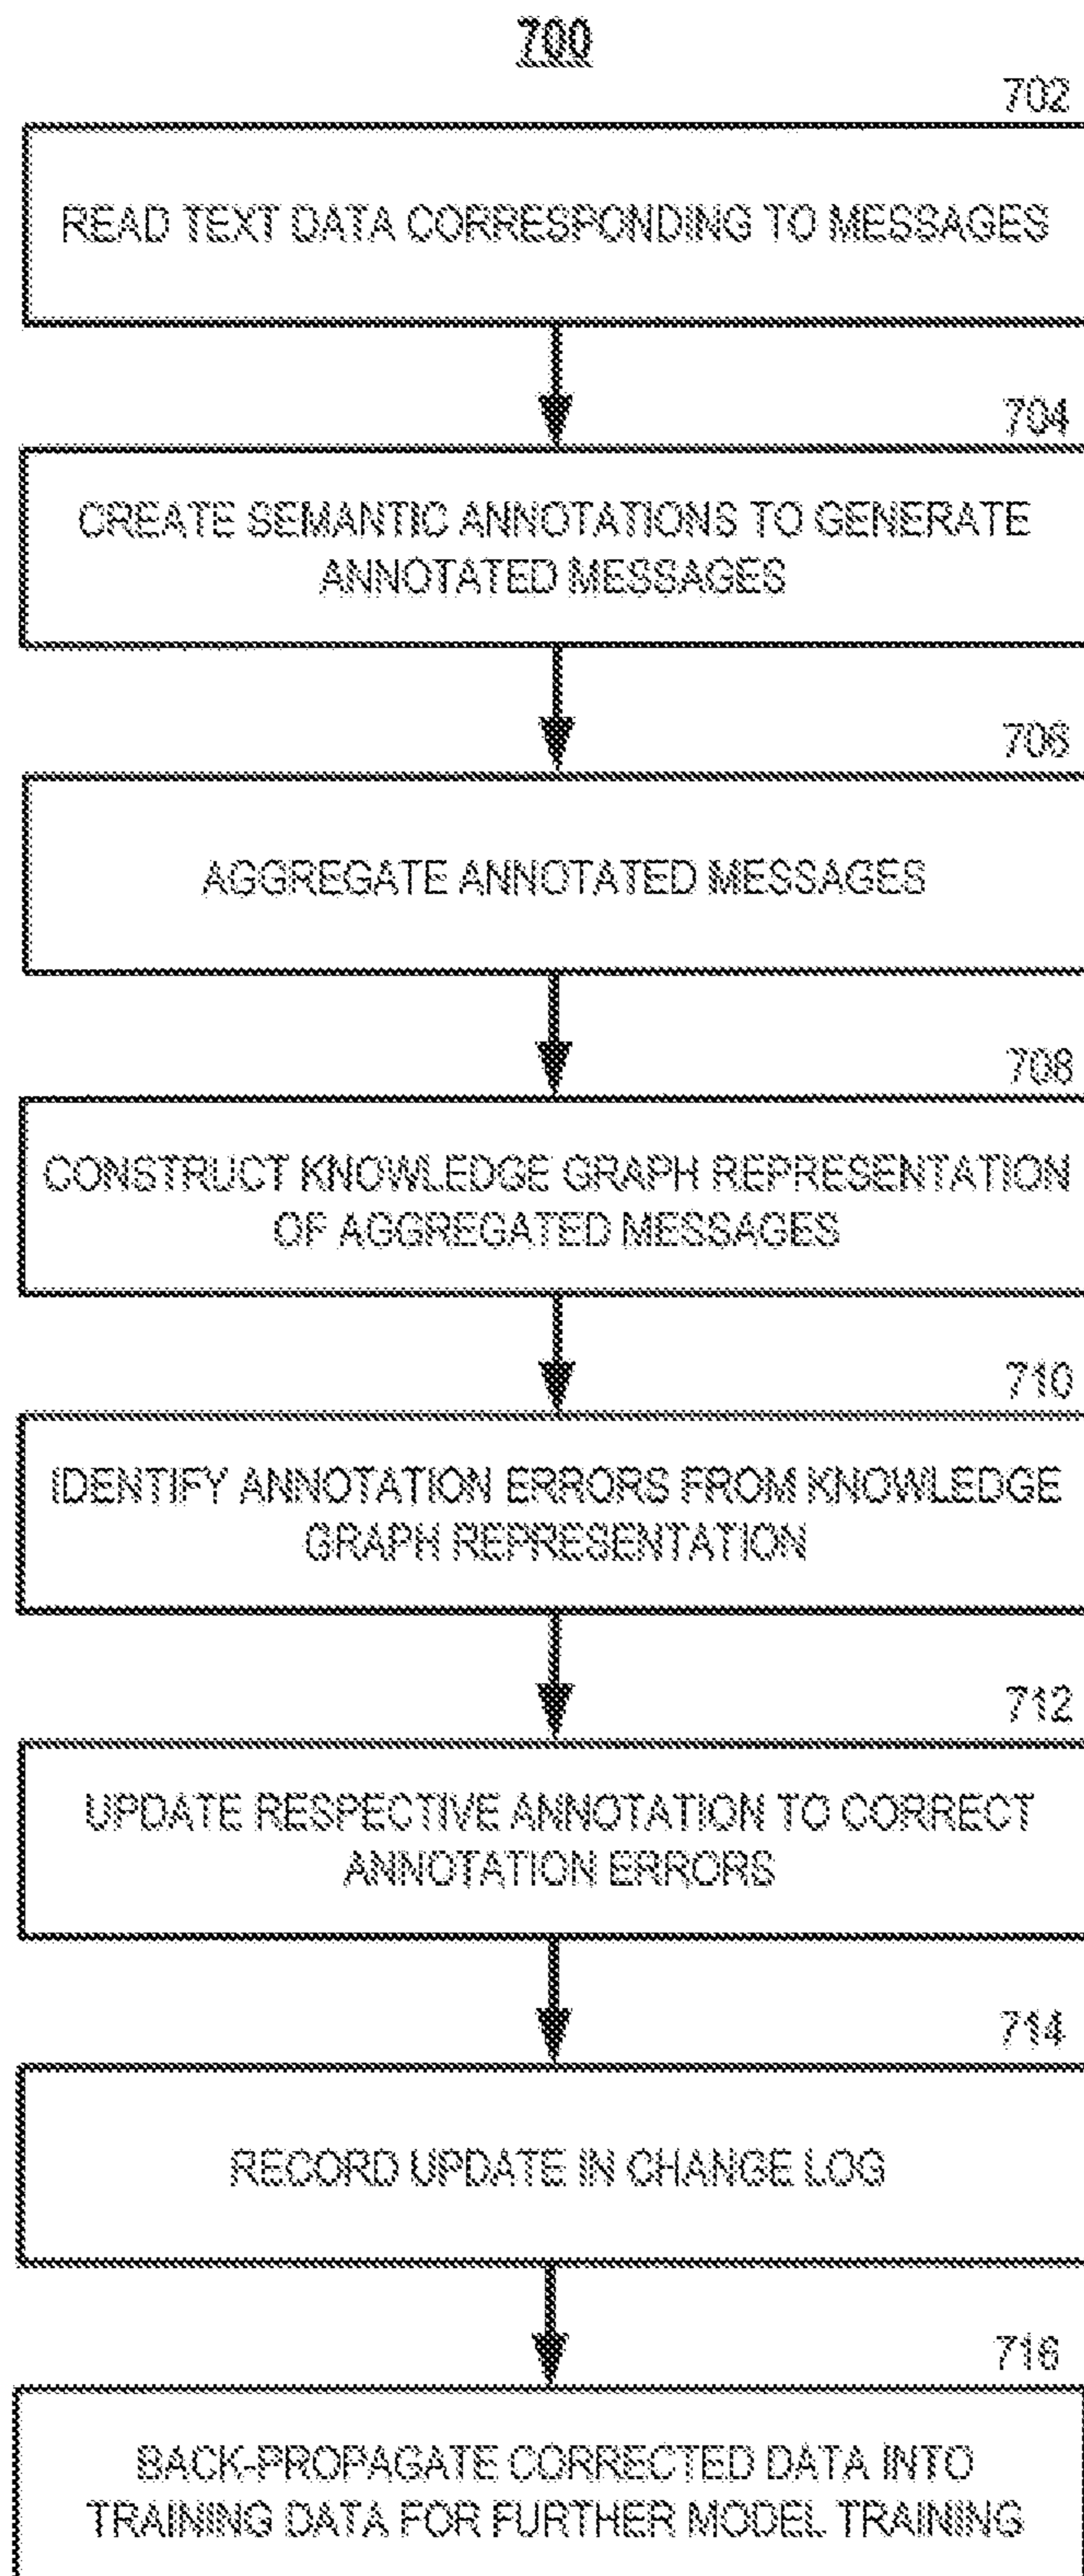 700
702
READ TEXT DATA CORRESPONDING TO MESSAGES
704
CREATE SEMANTIC ANNOTATIONS TO GENERATE
ANNOTATED MESSAGES
706
AGGREGATE ANNOTATED MESSAGES
708
CONSTRUCT KNOWLEDGE GRAPH REPRESENTATION
OF AGGREGATED MESSAGES
710
IDENTIFY ANNOTATION ERRORS FROM KNOWLEDGE
GRAPH REPRESENTATION
712
UPDATE RESPECTIVE ANNOTATION TO CORRECT
ANNOTATION ERRORS
714
RECORD UPDATE IN CHANGE LOG
716
BACK-PROPAGATE CORRECTED DATA INTO
TRAINING DATA FOR FURTHER MODEL TRAINING